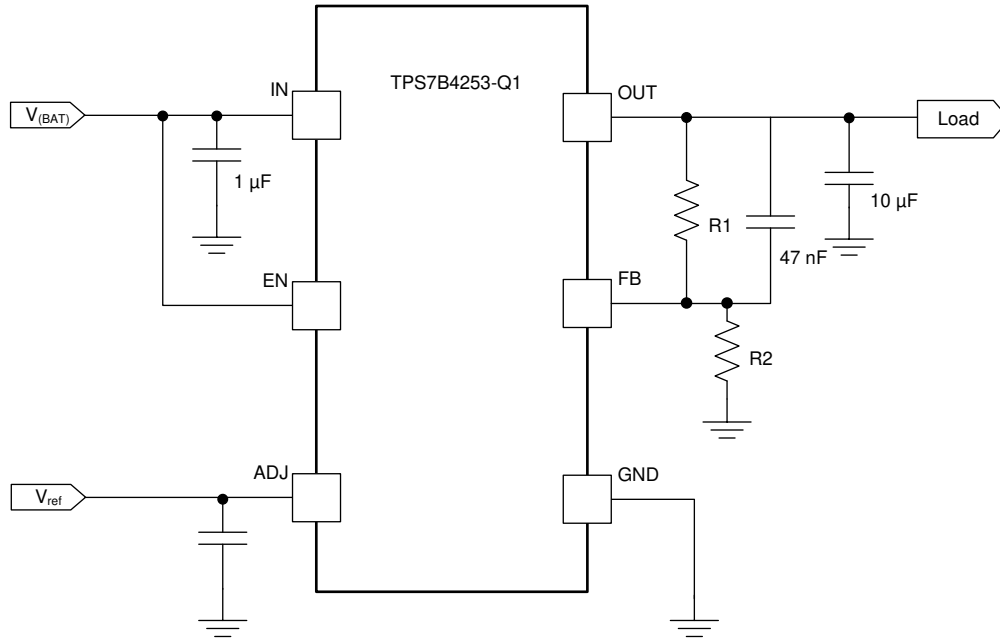 TPS7B4253-Q1
IN
OUT
V(BAT)
Load
1 µF
10 µF
R1
47 nF
EN
FB
R2
ADJ
GND
Vref